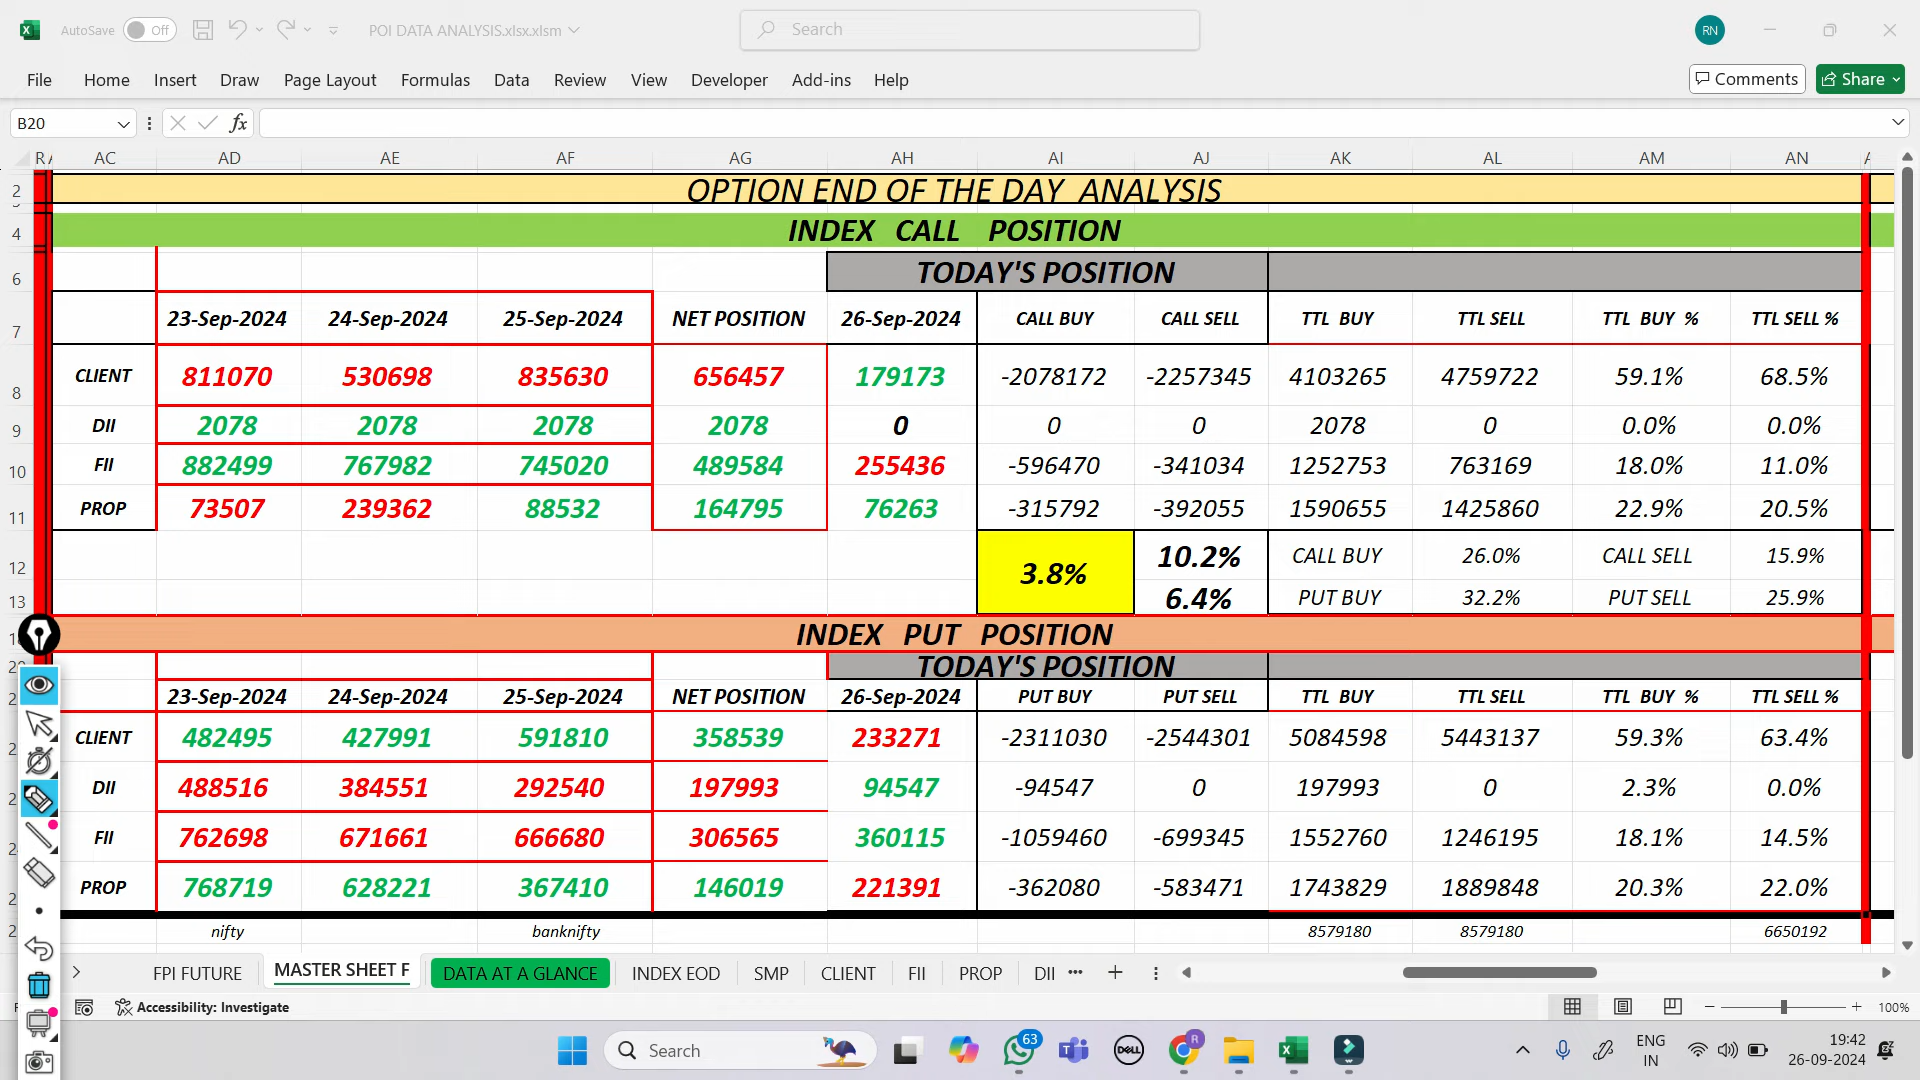 AutoSave Off POI DATA ANALYSIS.xlsx.xlsm Search RN
File Home Insert Draw Page Layout Formulas Data Review View Developer Add-ins Help Comments Share
B20 fx
AC AD AE AF AG AH AI AJ AK AL AM AN
2 OPTION END OF THE DAY ANALYSIS
4 INDEX CALL POSITION
6 TODAY'S POSITION
7 23-Sep-2024 24-Sep-2024 25-Sep-2024 NET POSITION 26-Sep-2024 CALL BUY CALL SELL TTL BUY TTL SELL TTL BUY % TTL SELL %
8 CLIENT 811070 530698 835630 656457 179173 -2078172 -2257345 4103265 4759722 59.1% 68.5%
9 DII 2078 2078 2078 2078 0 0 0 2078 0 0.0% 0.0%
10 FII 882499 767982 745020 489584 255436 -596470 -341034 1252753 763169 18.0% 11.0%
11 PROP 73507 239362 88532 164795 76263 -315792 -392055 1590655 1425860 22.9% 20.5%
12 3.8% 10.2% CALL BUY 26.0% CALL SELL 15.9%
13 6.4% PUT BUY 32.2% PUT SELL 25.9%
INDEX PUT POSITION
TODAY'S POSITION
23-Sep-2024 24-Sep-2024 25-Sep-2024 NET POSITION 26-Sep-2024 PUT BUY PUT SELL TTL BUY TTL SELL TTL BUY % TTL SELL %
CLIENT 482495 427991 591810 358539 233271 -2311030 -2544301 5084598 5443137 59.3% 63.4%
DII 488516 384551 292540 197993 94547 -94547 0 197993 0 2.3% 0.0%
FII 762698 671661 666680 306565 360115 -1059460 -699345 1552760 1246195 18.1% 14.5%
PROP 768719 628221 367410 146019 221391 -362080 -583471 1743829 1889848 20.3% 22.0%
nifty banknifty 8579180 8579180 6650192
FPI FUTURE MASTER SHEET F DATA AT A GLANCE INDEX EOD SMP CLIENT FII PROP DII
Accessibility: Investigate 100%
Search 63 DELL R ENG IN 19:42 26-09-2024